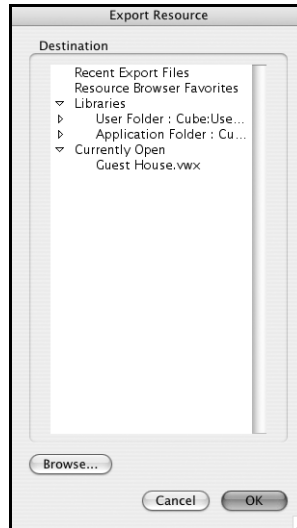 Export Resource
Destination
Recent Export Files
Resource Browser Favorites
Libraries
User Folder : Cube:Use...
Application Folder : Cu...
Currently Open
Guest House.vwx
Browse...
Cancel OK